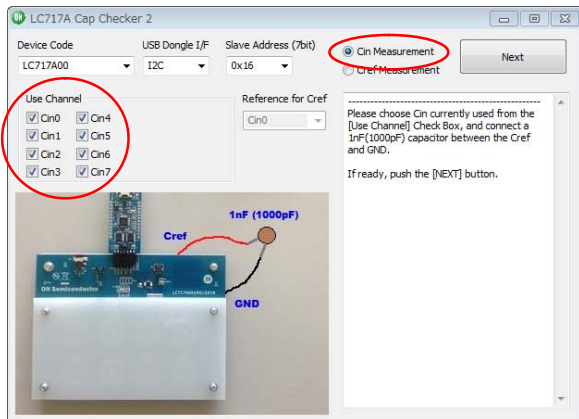 ON LC717A Cap Checker 2
Device Code
USB Dongle I/F
Slave Address (7bit)
LC717A00
I2C
0x16
Cin Measurement
Cref Measurement
Next
Use Channel
Cin0
Cin4
Cin1
Cin5
Cin2
Cin6
Cin3
Cin7
Reference for Cref
Cin0
Please choose Cin currently used from the
[Use Channel] Check Box, and connect a
1nF(1000pF) capacitor between the Cref
and GND.
If ready, push the [NEXT] button.
1nF (1000pF)
Cref
GND
ON Semiconductor